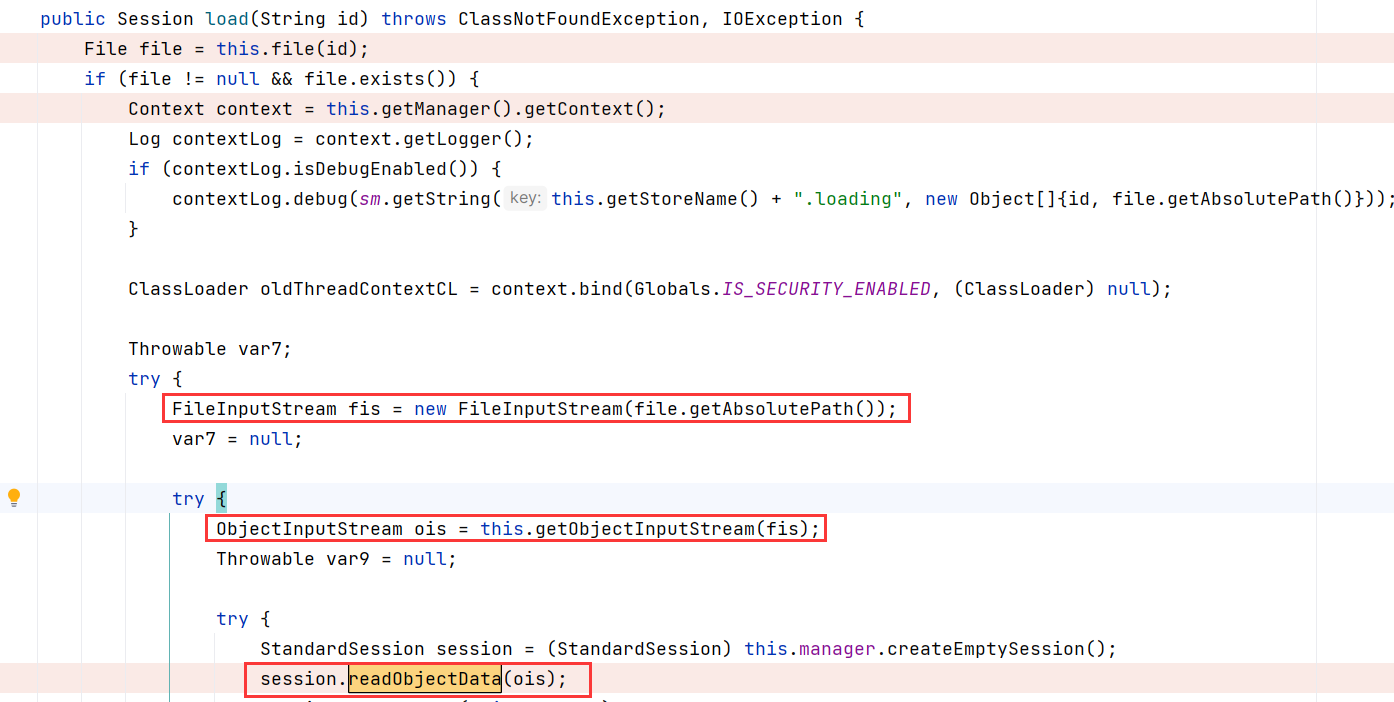 public Session load(String id) throws ClassNotFoundException, IOException {
File file = this.file(id);
if (file != null && file.exists()) {
Context context = this.getManager().getContext();
Log contextLog = context.getLogger();
if (contextLog.isDebugEnabled()) {
contextLog.debug(sm.getString( key: this.getStoreName() + ".loading", new Object[]{id, file.getAbsolutePath()}));
}
ClassLoader oldThreadContextCL = context.bind(Globals.IS_SECURITY_ENABLED, (ClassLoader) null);
Throwable var7;
try {
FileInputStream fis = new FileInputStream(file.getAbsolutePath());
var7 = null;
try {
ObjectInputStream ois = this.getObjectInputStream(fis);
Throwable var9 = null;
try {
StandardSession session = (StandardSession) this.manager.createEmptySession();
session.readObjectData(ois);